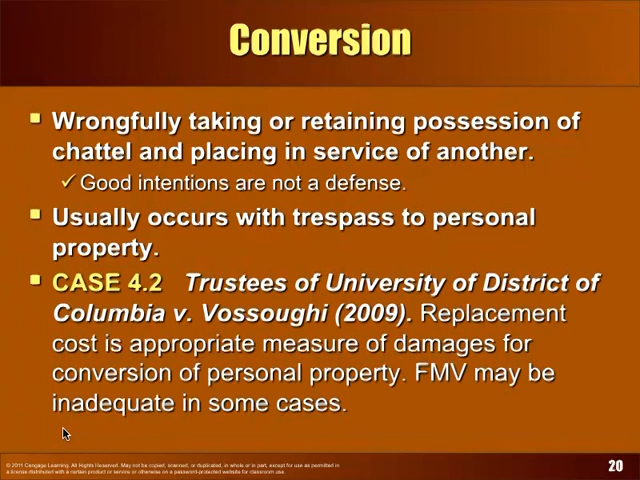 Conversion
Wrongfully taking or retaining possession of
chattel and placing in service of another.
Good intentions are not a defense.
Usually occurs with trespass to personal
property.
CASE 4.2 Trustees of University of District of
Columbia v. Vossoughi (2009). Replacement
cost is appropriate measure of damages for
conversion of personal property. FMV may be
inadequate in some cases.
© 2011 Cengage Learning. All Rights Reserved. May not be copied, scanned, or duplicated, in whole or in part, except for use as permitted in
a license distributed with a certain product or service or otherwise on a password-protected website for classroom use.
20